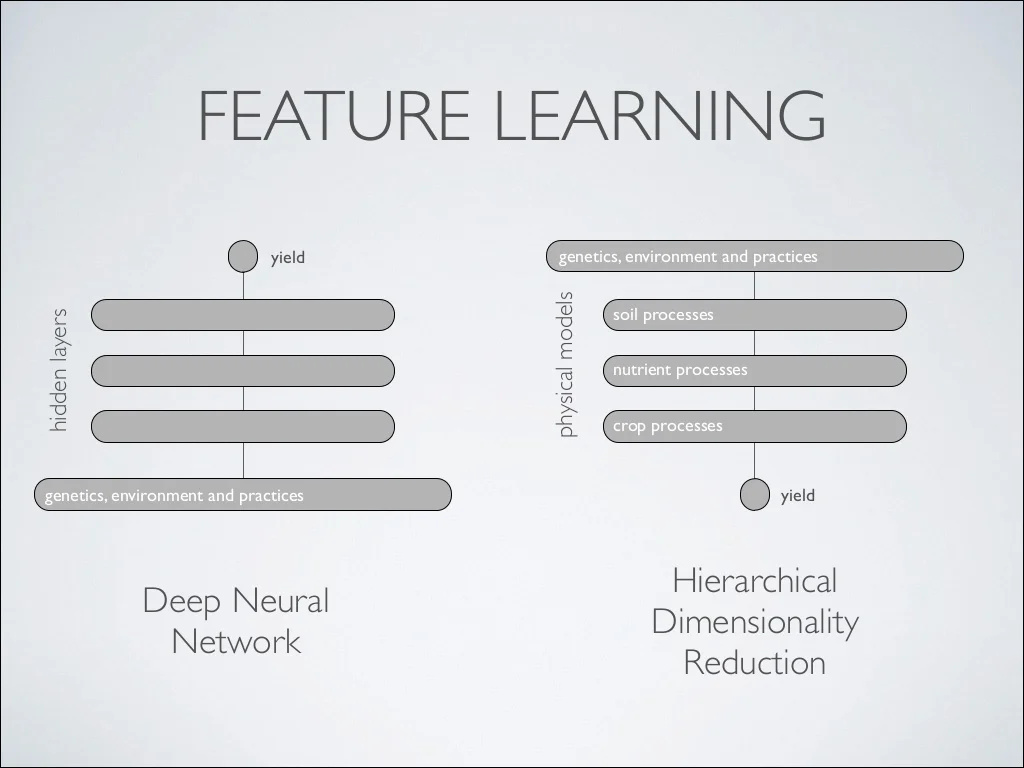 FEATURE LEARNING
yield
hidden layers
genetics, environment and practices
Deep Neural
Network
genetics, environment and practices
physical models
soil processes
nutrient processes
crop processes
yield
Hierarchical
Dimensionality
Reduction